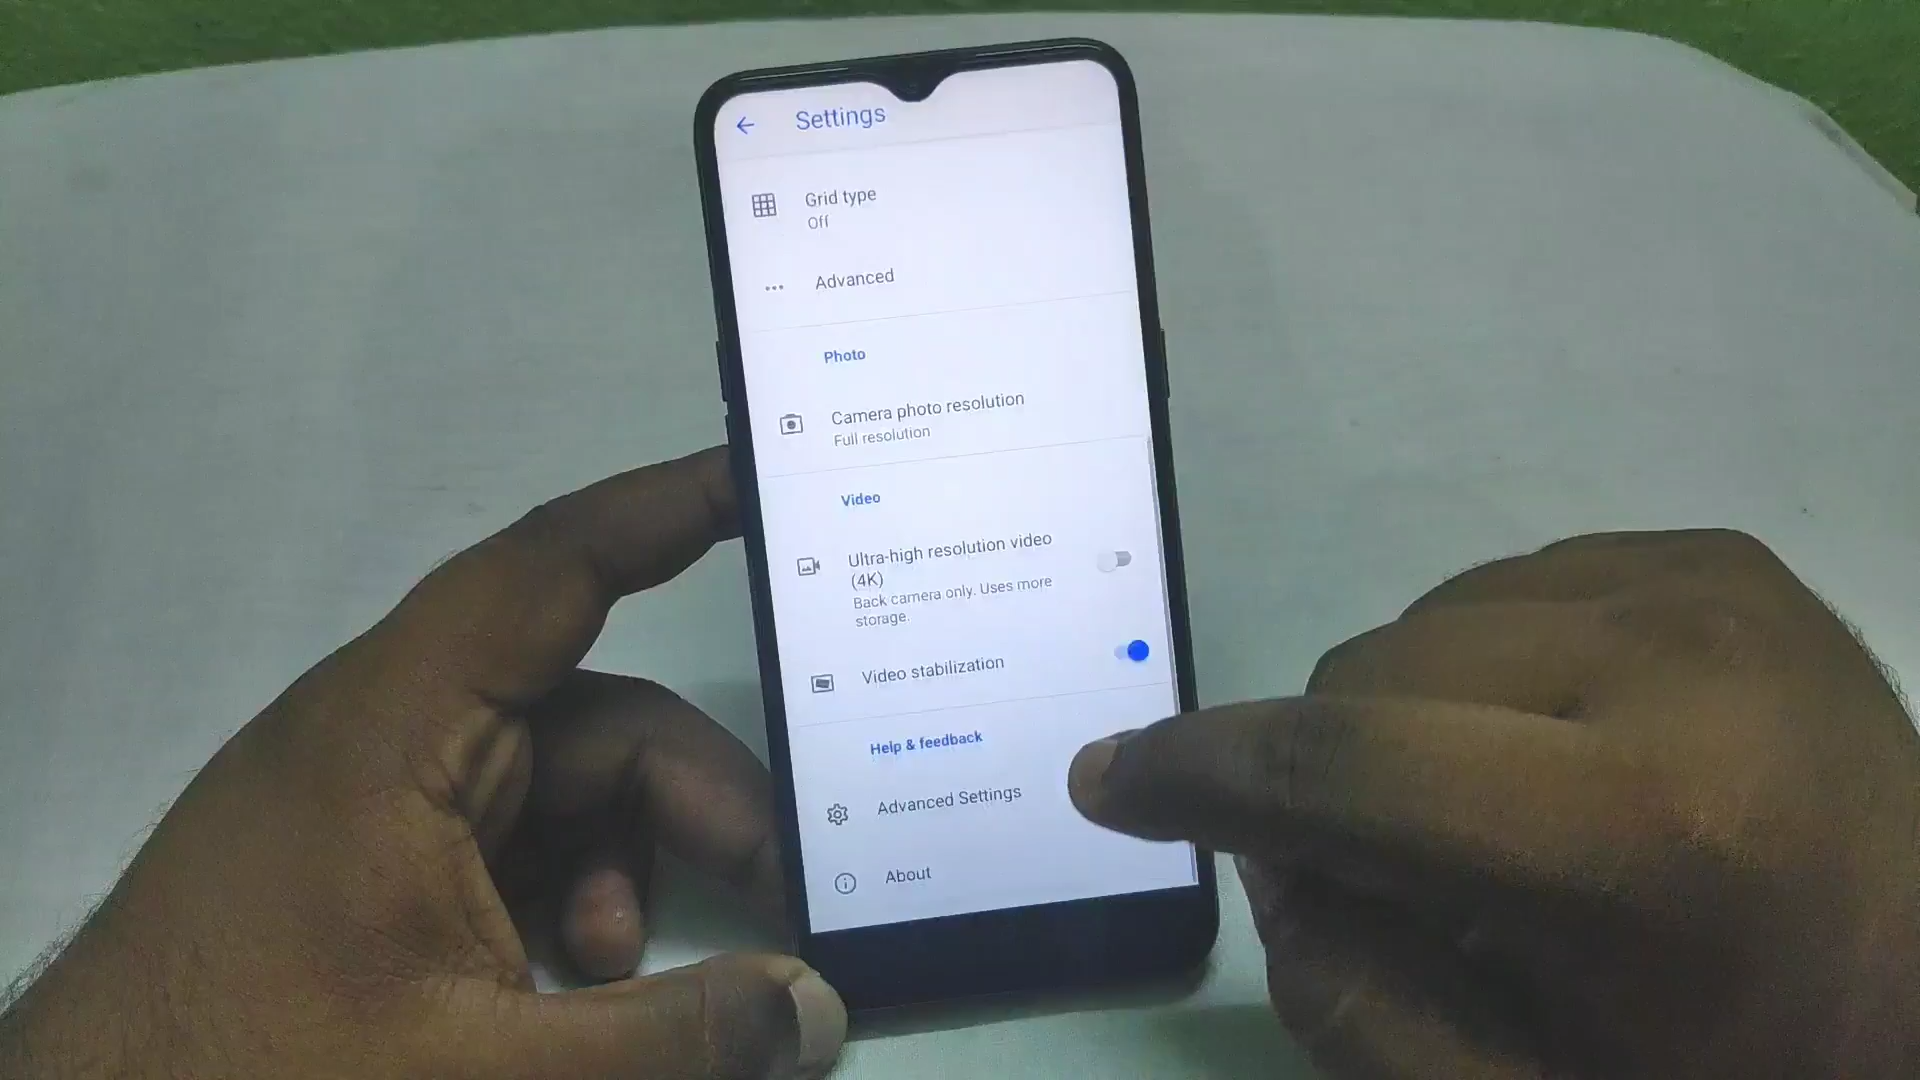 Settings
Grid type
Off
Advanced
Photo
Camera photo resolution
Full resolution
Video
Ultra-high resolution video
(4K)
Back camera only. Uses more
storage.
Video stabilization
Help & feedback
Advanced Settings
About